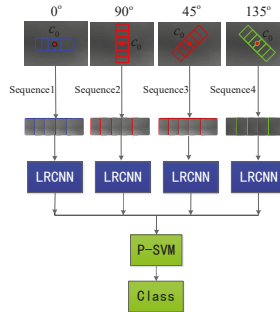 0° 90° 45° 135°
C0 C0 C0 C0
Sequence1 Sequence2 Sequence3 Sequence4
LRCNN LRCNN LRCNN LRCNN
P-SVM
Class